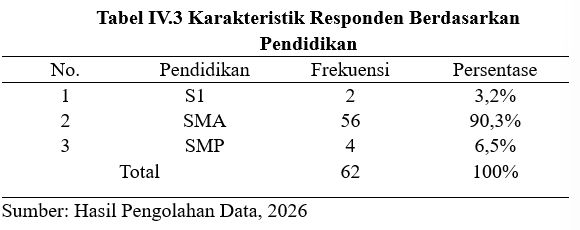 Tabel IV.3 Karakteristik Responden Berdasarkan
Pendidikan
No. Pendidikan Frekuensi Persentase
1 S1 2 3,2%
2 SMA 56 90,3%
3 SMP 4 6,5%
Total 62 100%
Sumber: Hasil Pengolahan Data, 2026